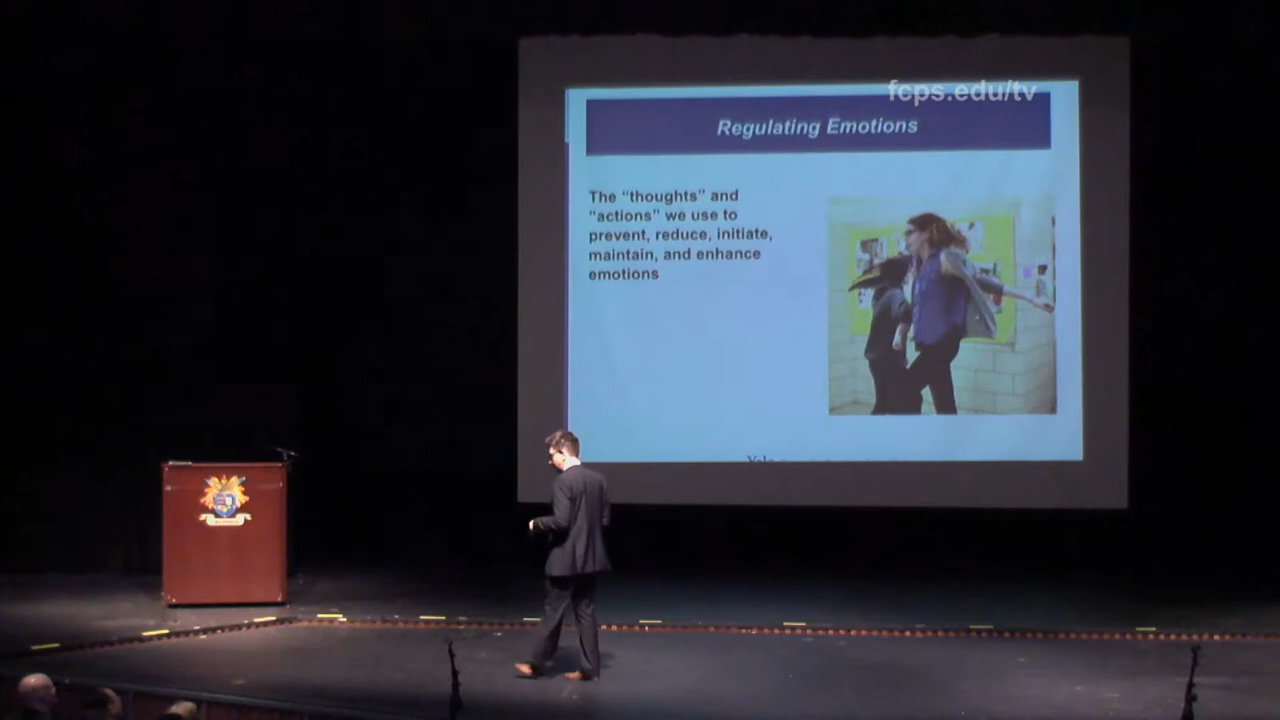 fcps.edu/tv
Regulating Emotions
The “thoughts” and
“actions” we use to
prevent, reduce, initiate,
maintain, and enhance
emotions